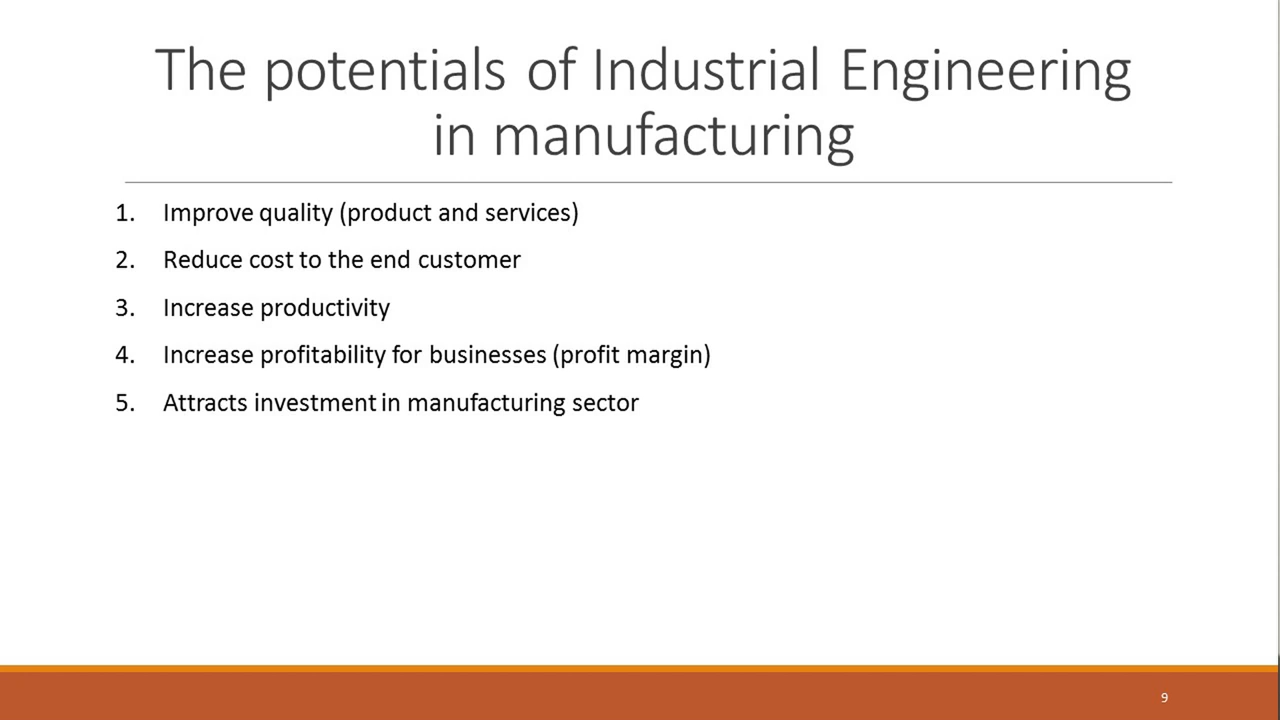 The potentials of Industrial Engineering
in manufacturing
1. Improve quality (product and services)
2. Reduce cost to the end customer
3. Increase productivity
4. Increase profitability for businesses (profit margin)
5. Attracts investment in manufacturing sector
9